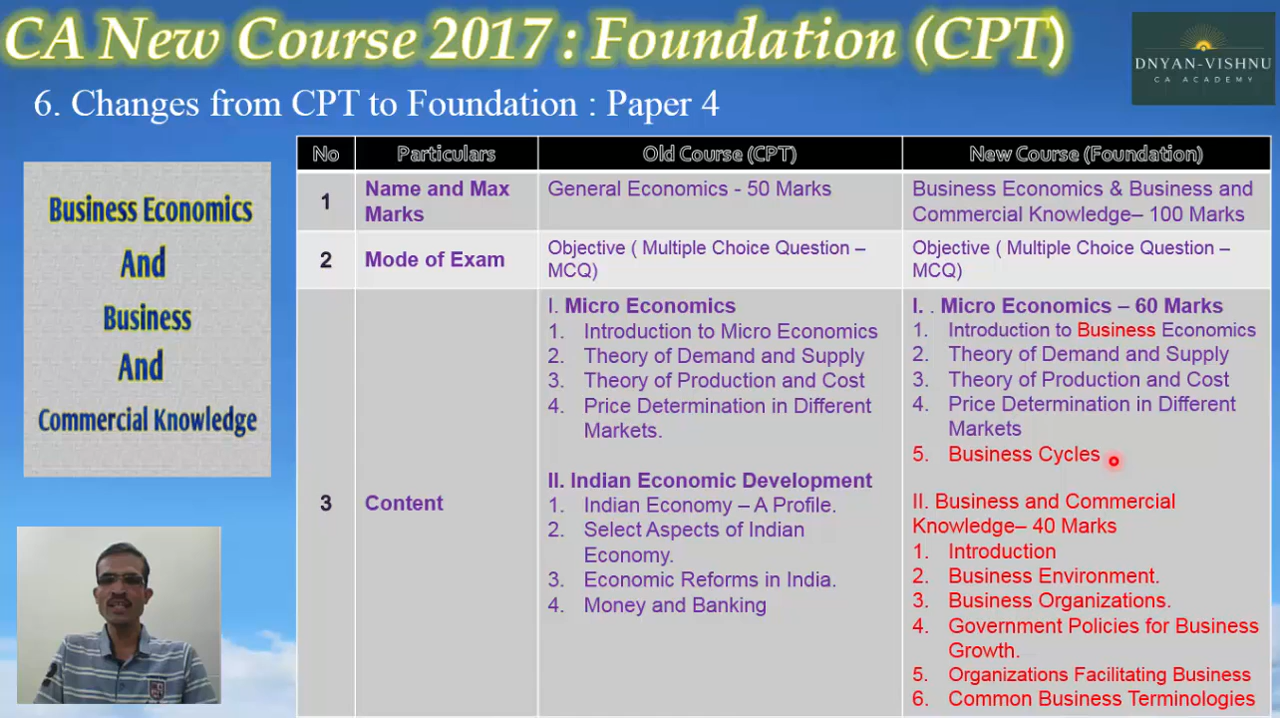 CA New Course 2017 : Foundation (CPT)
DNYAN-VISHNU
CA ACADEMY
6. Changes from CPT to Foundation : Paper 4
Business Economics
And
Business
And
Commercial Knowledge
No Particulars Old Course (CPT) New Course (Foundation)
1 Name and Max Marks General Economics - 50 Marks Business Economics & Business and Commercial Knowledge– 100 Marks
2 Mode of Exam Objective ( Multiple Choice Question – MCQ) Objective ( Multiple Choice Question – MCQ)
3 Content
I. Micro Economics
1. Introduction to Micro Economics
2. Theory of Demand and Supply
3. Theory of Production and Cost
4. Price Determination in Different
Markets.
II. Indian Economic Development
1. Indian Economy – A Profile.
2. Select Aspects of Indian
Economy.
3. Economic Reforms in India.
4. Money and Banking
I. . Micro Economics – 60 Marks
1. Introduction to Business Economics
2. Theory of Demand and Supply
3. Theory of Production and Cost
4. Price Determination in Different
Markets
5. Business Cycles
II. Business and Commercial
Knowledge– 40 Marks
1. Introduction
2. Business Environment.
3. Business Organizations.
4. Government Policies for Business
Growth.
5. Organizations Facilitating Business
6. Common Business Terminologies